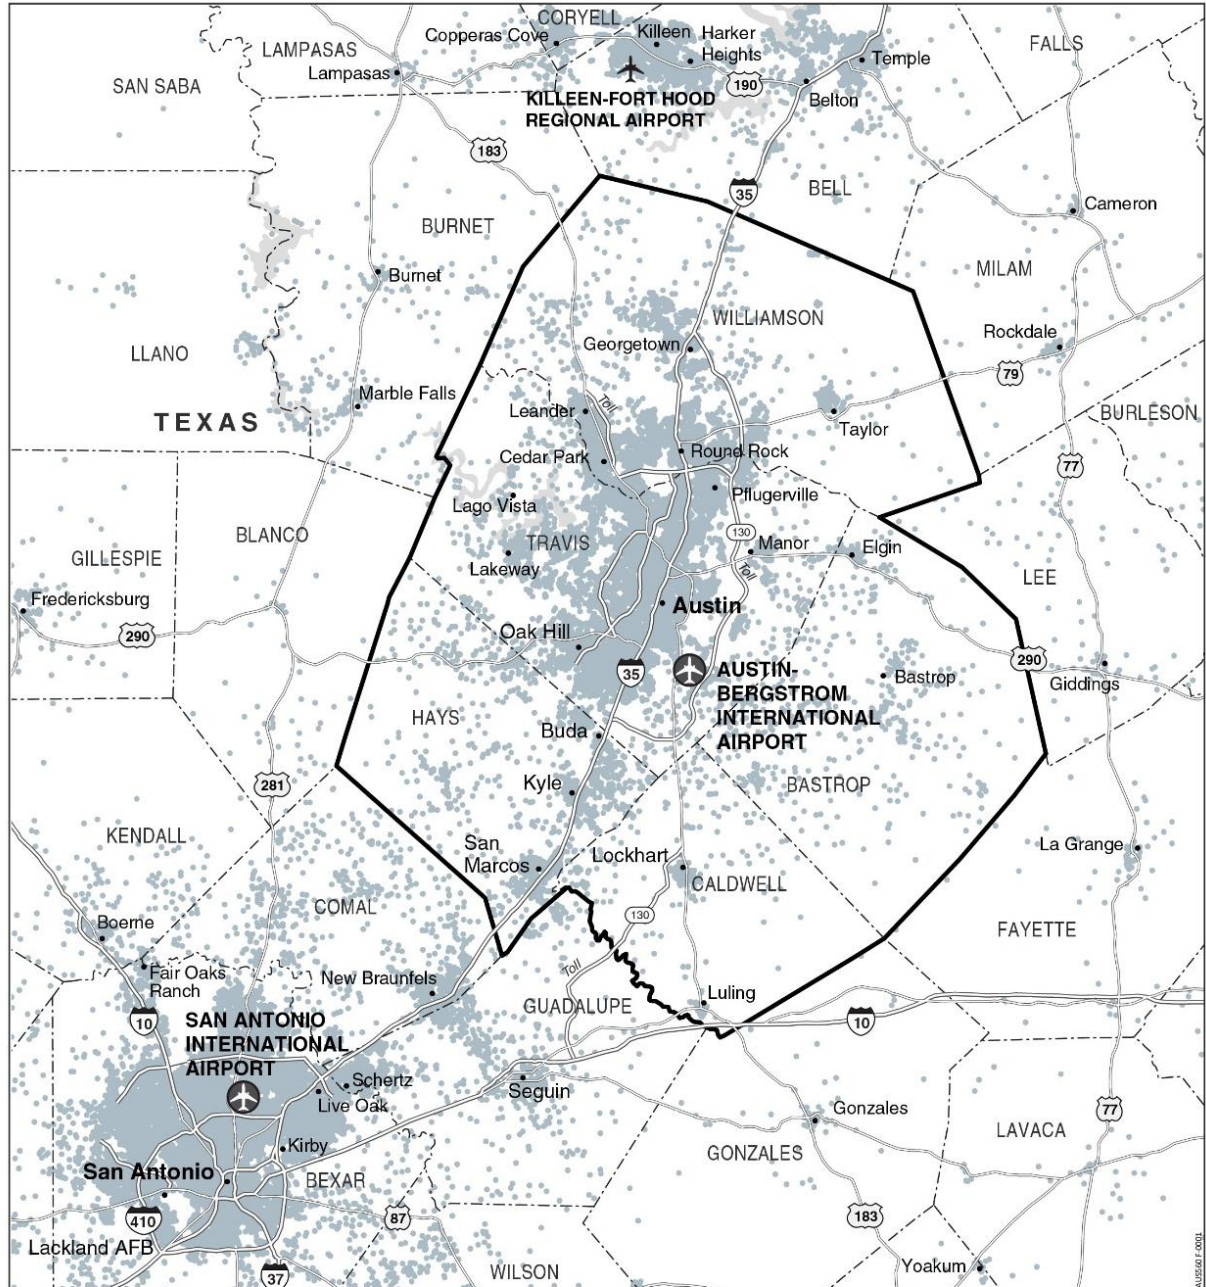 CORYELL
Copperas Cove
Killeen
Harker
Heights
LAMPASAS
Lampasas
FALLS
Temple
SAN SABA
190
Belton
KILLEEN-FORT HOOD
REGIONAL AIRPORT
183
35
BELL
Cameron
BURNET
Burnet
MILAM
WILLIAMSON
Rockdale
Georgetown
LLANO
79
Marble Falls
Leander
Toll
BURLESON
TEXAS
Taylor
Cedar Park
Round Rock
77
Lago Vista
Pflugerville
BLANCO
TRAVIS
130
Manor
Elgin
GILLESPIE
Lakeway
Toll
LEE
Fredericksburg
Austin
290
Oak Hill
290
35
AUSTIN-
BERGSTROM
INTERNATIONAL
AIRPORT
Bastrop
Giddings
HAYS
Buda
281
Kyle
BASTROP
KENDALL
San
Marcos
Lockhart
La Grange
CALDWELL
COMAL
130
Boerne
FAYETTE
Fair Oaks
Ranch
New Braunfels
Toll
Luling
GUADALUPE
10
SAN ANTONIO
INTERNATIONAL
AIRPORT
10
Schertz
Live Oak
Seguin
Gonzales
77
Kirby
LAVACA
San Antonio
BEXAR
GONZALES
410
87
183
Lackland AFB
37
WILSON
Yoakum
AUS560 F-0001